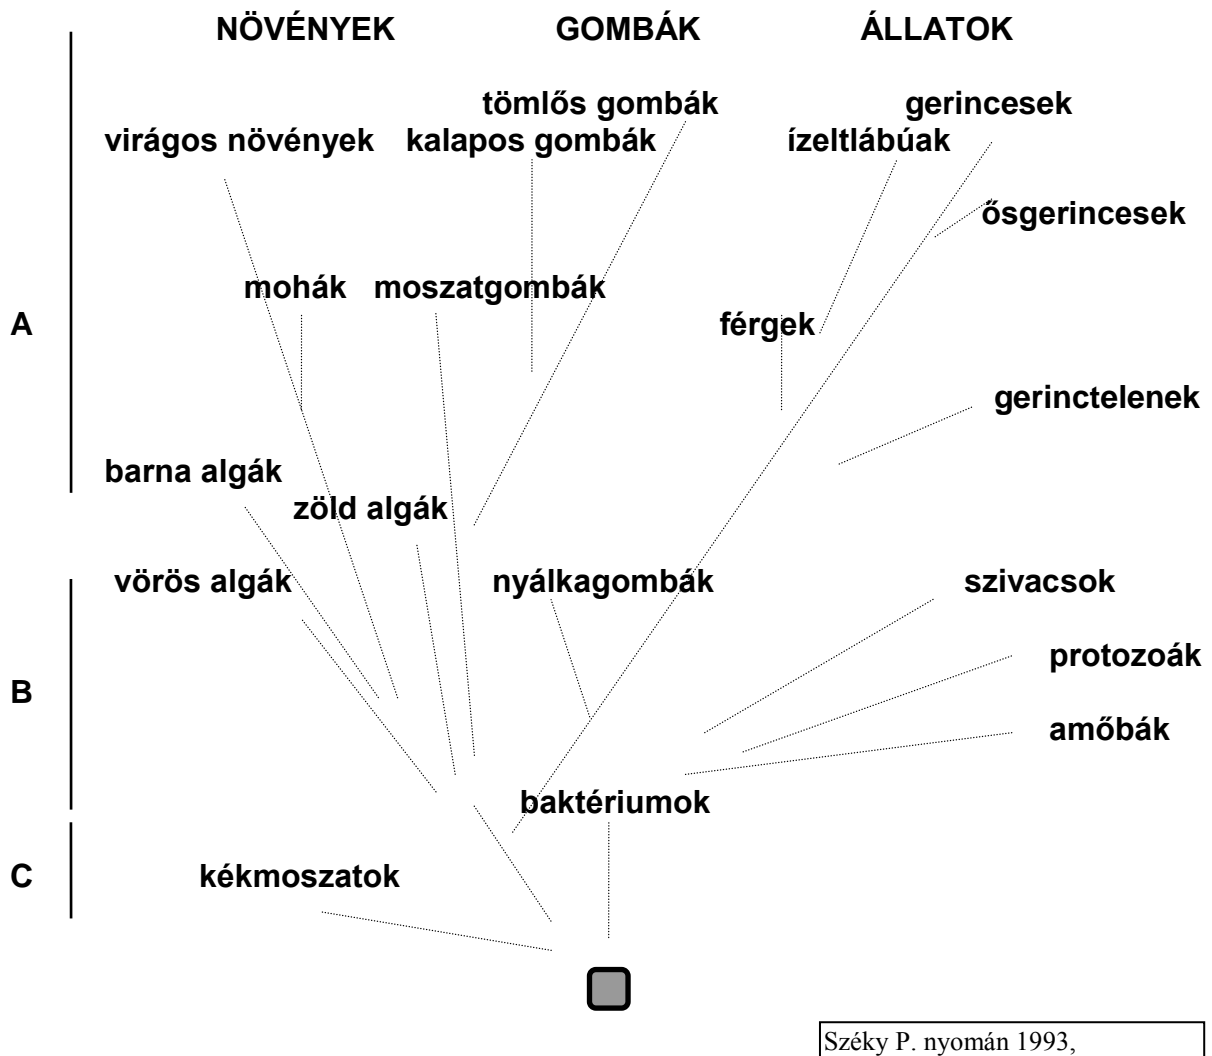 NÖVÉNYEK GOMBÁK ÁLLATOK
tömlős gombák gerincesek
virágos növények kalapos gombák ízeltlábúak
ősgerincesek
mohák moszatgombák
A férgek
gerinctelenek
barna algák
zöld algák
vörös algák nyálkagombák szivacsok
protozoák
B
amőbák
baktériumok
C kékmoszatok
Széky P. nyomán 1993,